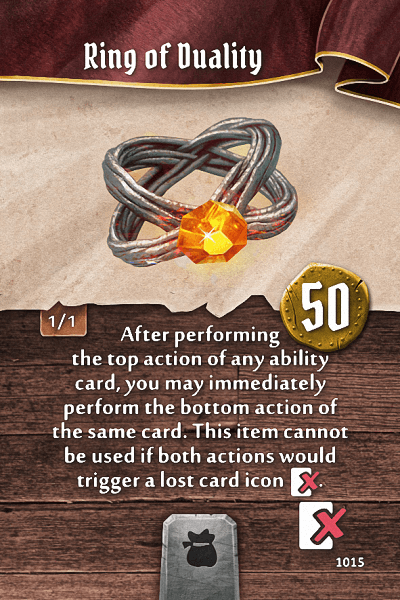 Ring of Duality
50
1/1
After performing
the top action of any ability
card, you may immediately
perform the bottom action of
the same card. This item cannot
be used if both actions would
trigger a lost card icon .
1015